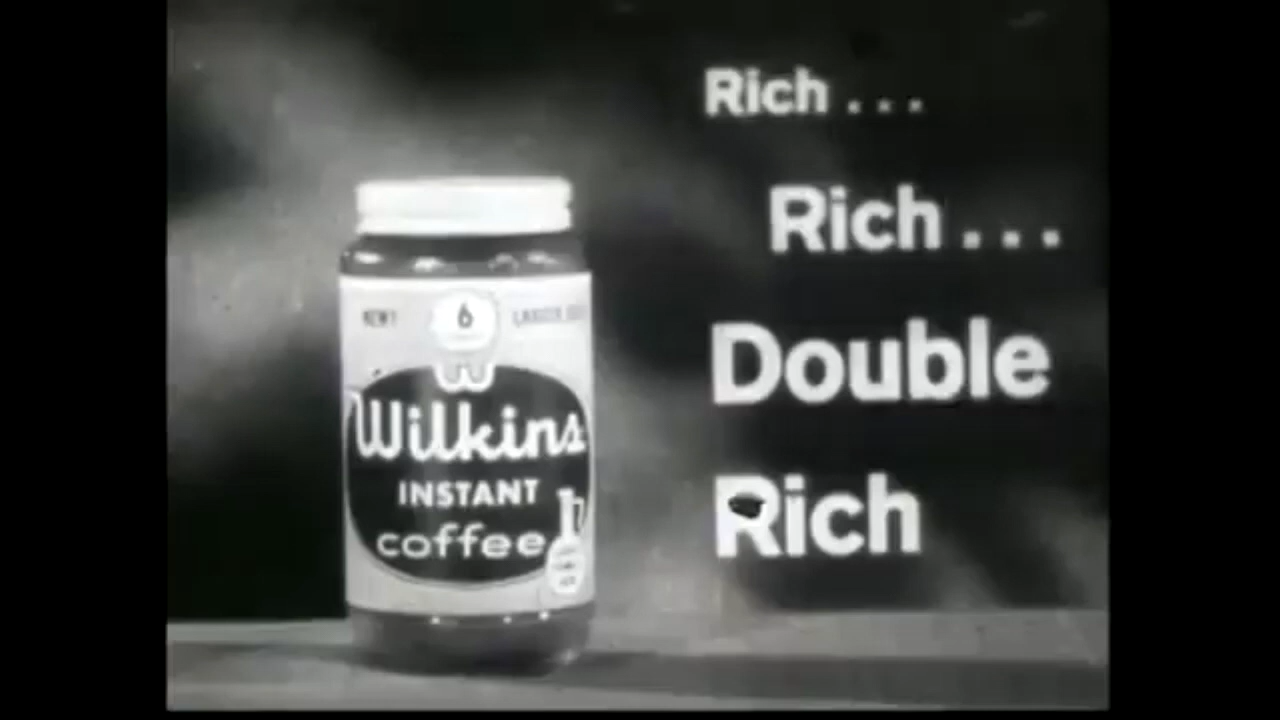 Rich...
Rich...
Double
Rich
NEW!
6
Wilkins
INSTANT
coffee